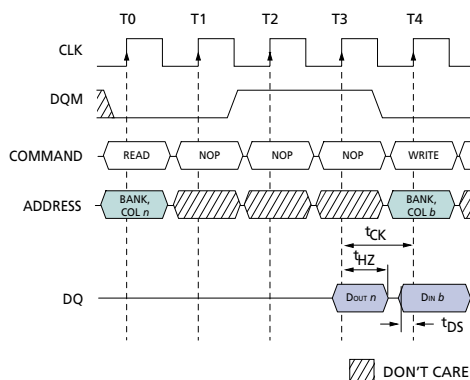 T0 T1 T2 T3 T4
CLK
DQM
COMMAND READ NOP NOP NOP WRITE
ADDRESS BANK, COL n BANK, COL b
tCK
tHZ
DQ DOUT n DIN b
tDS
DON'T CARE